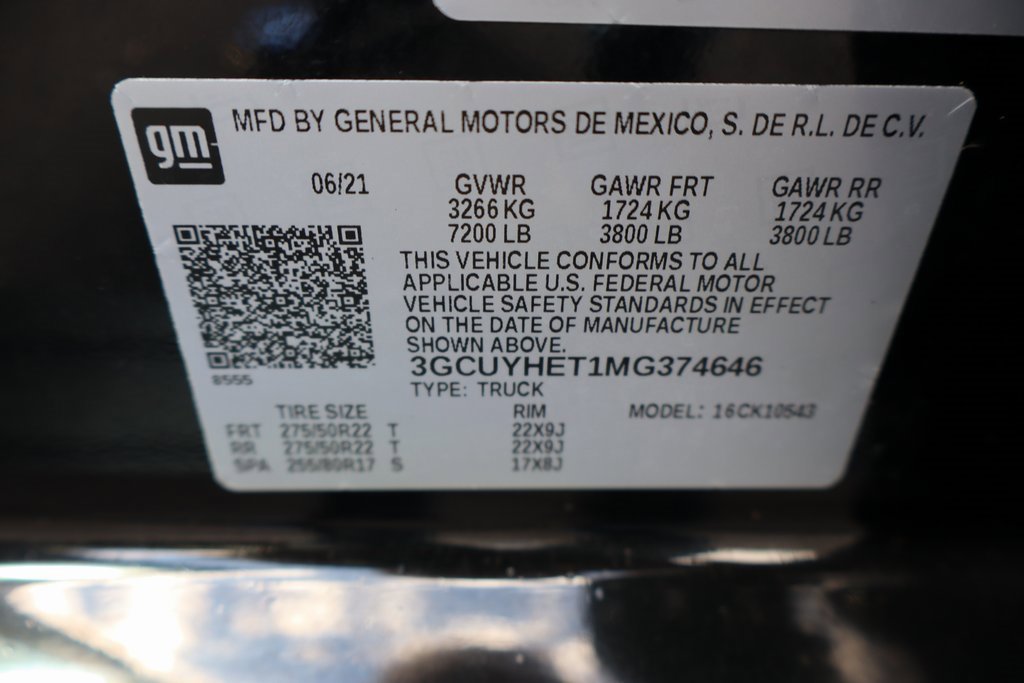 gm
MFD BY GENERAL MOTORS DE MEXICO, S. DE R.L. DE C.V.
06/21 GVWR GAWR FRT GAWR RR
3266 KG 1724 KG 1724 KG
7200 LB 3800 LB 3800 LB
THIS VEHICLE CONFORMS TO ALL
APPLICABLE U.S. FEDERAL MOTOR
VEHICLE SAFETY STANDARDS IN EFFECT
ON THE DATE OF MANUFACTURE
SHOWN ABOVE.
3GCUYHET1MG374646
8555
TYPE: TRUCK
TIRE SIZE RIM MODEL: 16CK10543
FRT 275/50R22 T 22X9J
RR 275/50R22 T 22X9J
SPA 255/80R17 S 17X8J